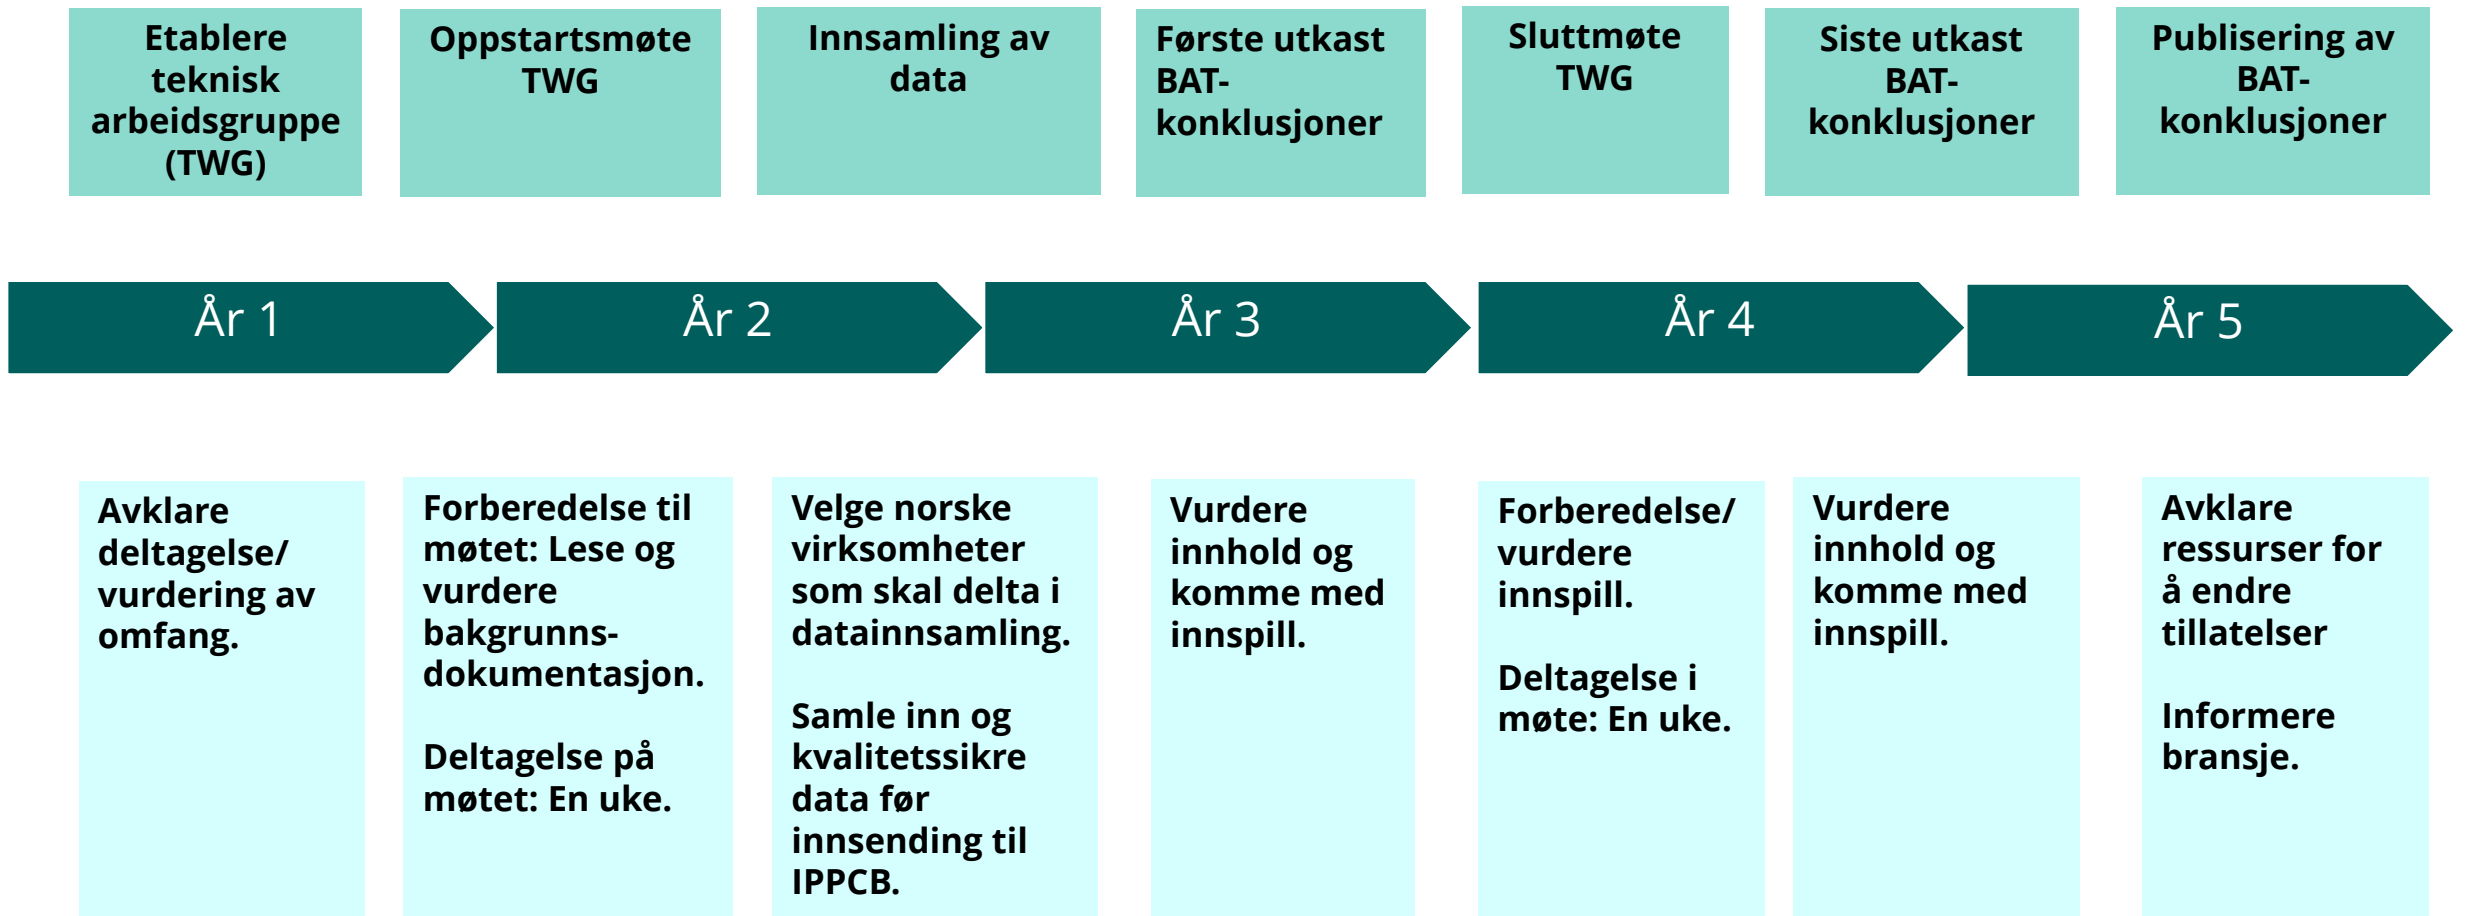 Etablere
teknisk
arbeidsgruppe
(TWG)
Oppstartsmøte
TWG
Innsamling av
data
Første utkast
BAT-
konklusjoner
Sluttmøte
TWG
Siste utkast
BAT-
konklusjoner
Publisering av
BAT-
konklusjoner
År 1
År 2
År 3
År 4
År 5
Avklare
deltagelse/
vurdering av
omfang.
Forberedelse til
møtet: Lese og
vurdere
bakgrunns-
dokumentasjon.
Deltagelse på
møtet: En uke.
Velge norske
virksomheter
som skal delta i
datainnsamling.
Samle inn og
kvalitetssikre
data før
innsending til
IPPCB.
Vurdere
innhold og
komme med
innspill.
Forberedelse/
vurdere
innspill.
Deltagelse i
møte: En uke.
Vurdere
innhold og
komme med
innspill.
Avklare
ressurser for
å endre
tillatelser
Informere
bransje.